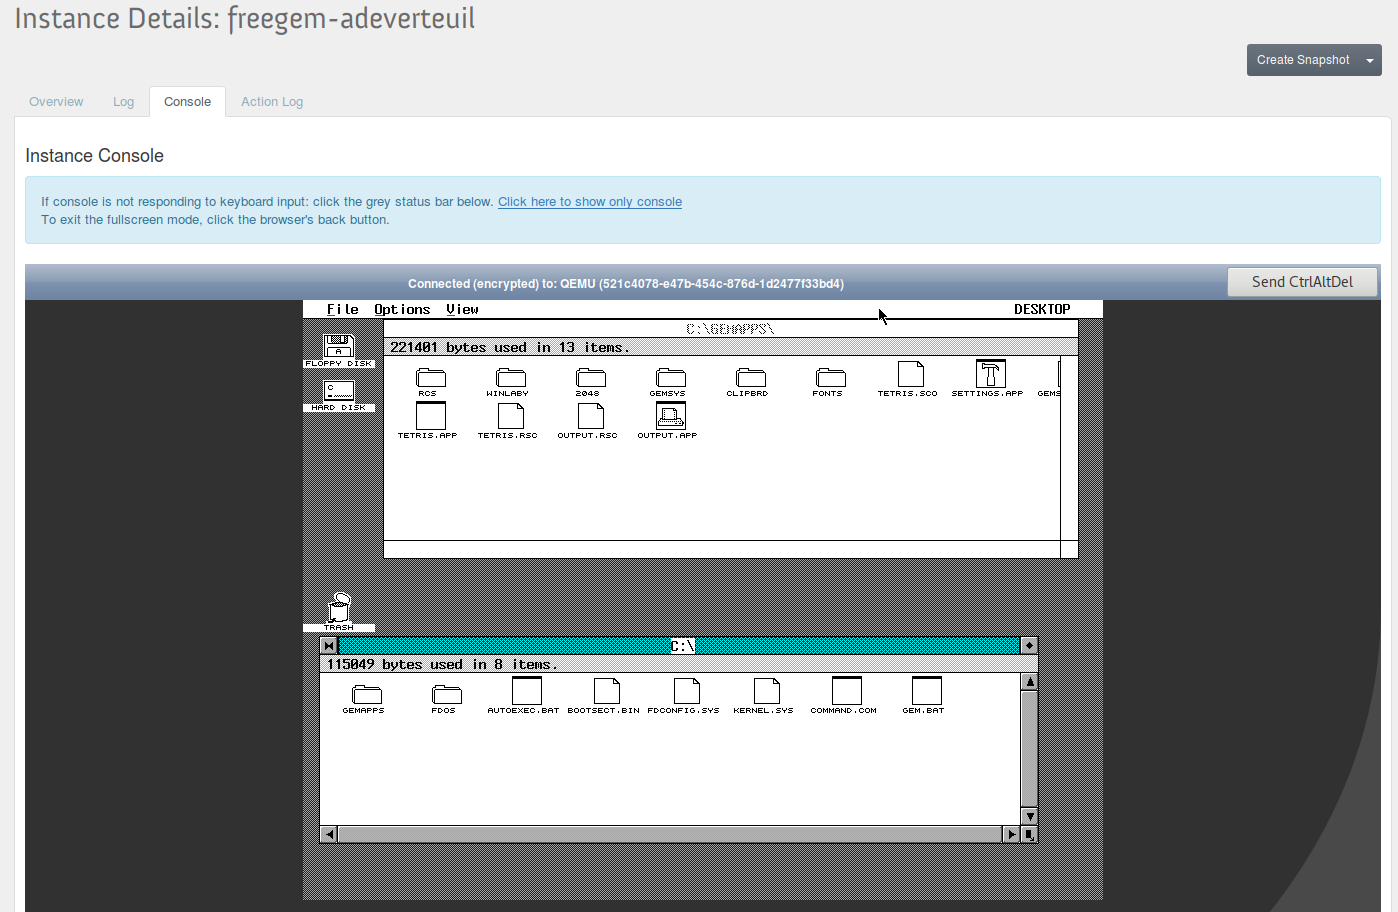 Instance Details: freegem-adeverteuil
Create Snapshot
Overview Log Console Action Log
Instance Console
If console is not responding to keyboard input: click the grey status bar below. Click here to show only console
To exit the fullscreen mode, click the browser's back button.
Connected (encrypted) to: QEMU (521c4078-e47b-454c-876d-1d2477f33bd4)
Send CtrlAltDel
File Options View DESKTOP
C:\GEMAPPS\
221401 bytes used in 13 items.
A
FLOPPY DISK
C
HARD DISK
RCS WINLABY 2048 GEMSYS CLIPBRD FONTS TETRIS.SCO SETTINGS.APP GEMS
TETRIS.APP TETRIS.RSC OUTPUT.RSC OUTPUT.APP
TRASH
C:\
115049 bytes used in 8 items.
GEMAPPS FDOS AUTOEXEC.BAT BOOTSECT.BIN FDCONFIG.SYS KERNEL.SYS COMMAND.COM GEM.BAT